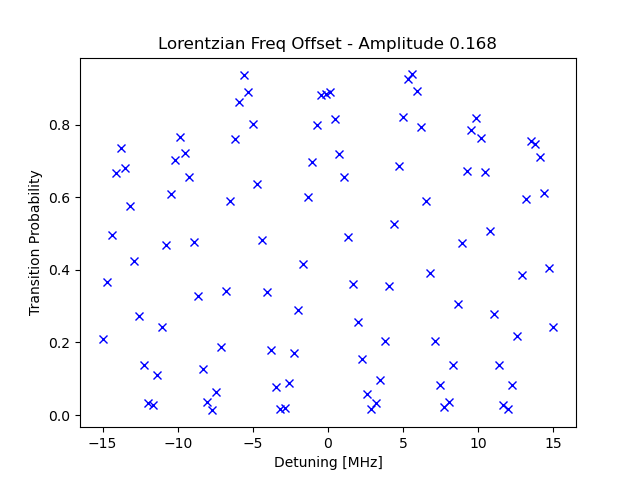 Lorentzian Freq Offset - Amplitude 0.168
Transition Probability
0.8
0.6
0.4
0.2
0.0
−15 −10 −5 0 5 10 15
Detuning [MHz]